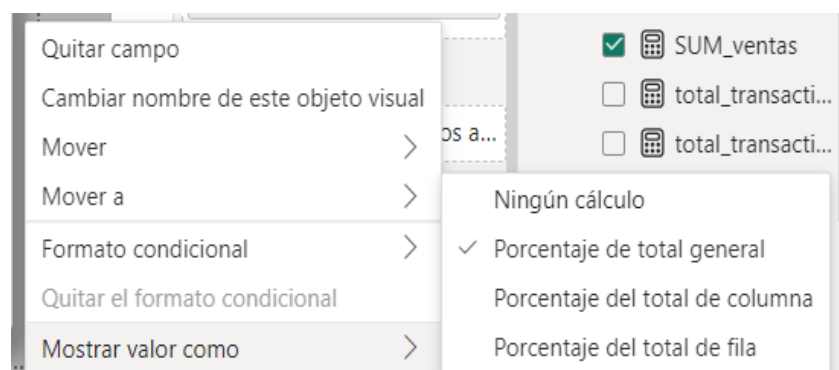 Quitar campo
Cambiar nombre de este objeto visual
Mover
Mover a
Formato condicional
Quitar el formato condicional
Mostrar valor como
os a...
SUM_ventas
total_transacti...
total_transacti...
Ningún cálculo
Porcentaje de total general
Porcentaje del total de columna
Porcentaje del total de fila